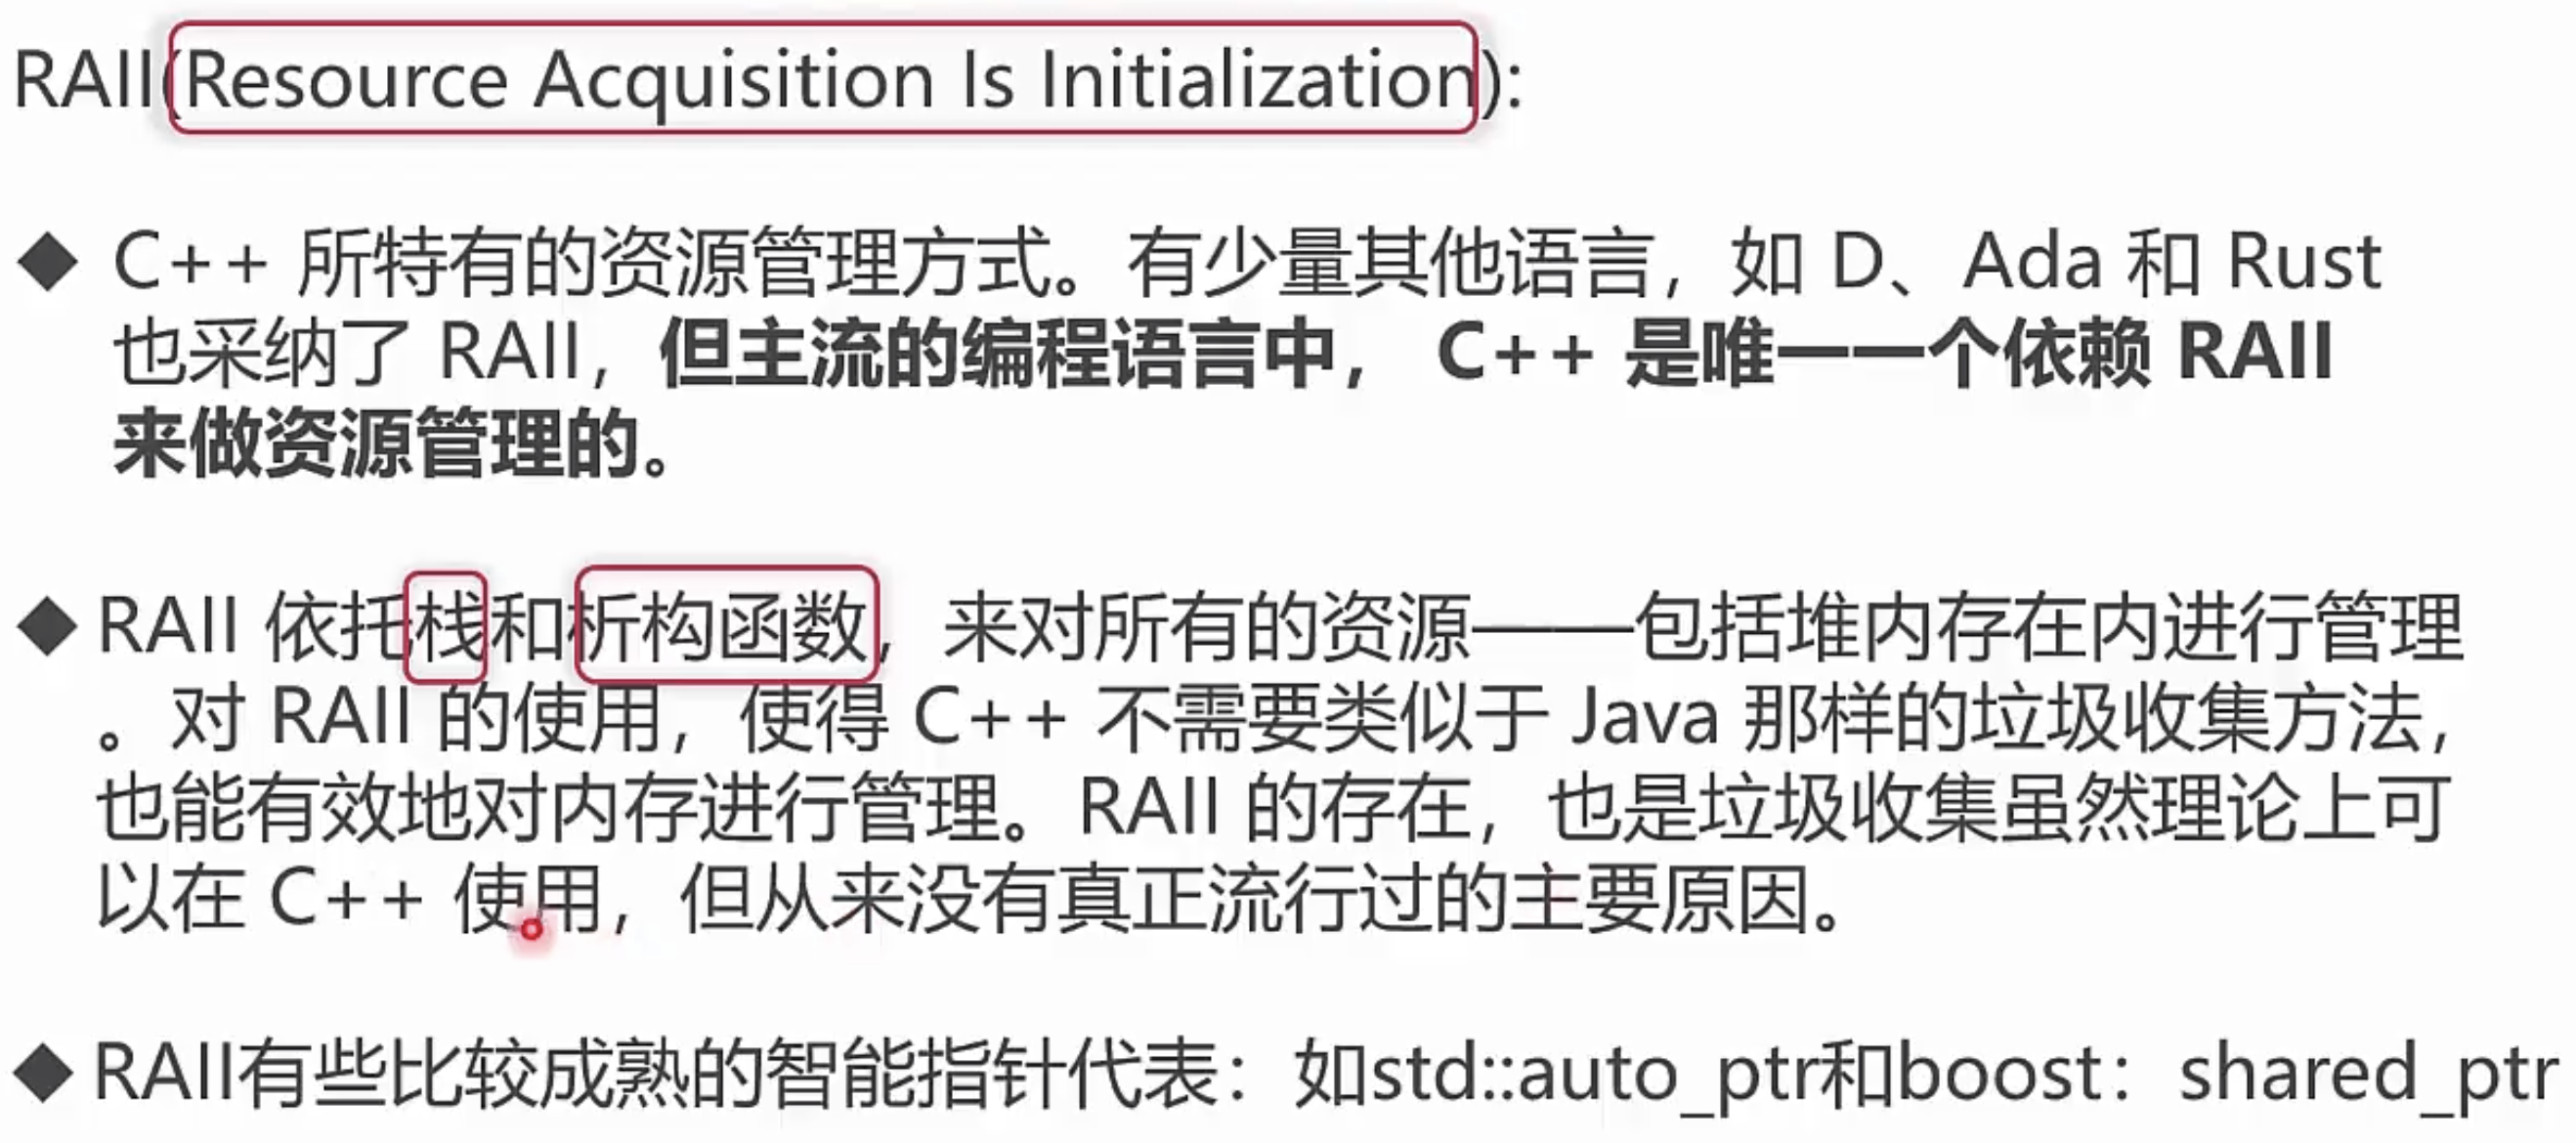 RAII(Resource Acquisition Is Initialization):
◆ C++ 所特有的资源管理方式。有少量其他语言，如 D、Ada 和 Rust
也采纳了 RAII，但主流的编程语言中， C++ 是唯一一个依赖 RAII
来做资源管理的。
◆ RAII 依托栈和析构函数，来对所有的资源——包括堆内存在内进行管理
。对 RAII 的使用，使得 C++ 不需要类似于 Java 那样的垃圾收集方法，
也能有效地对内存进行管理。RAII 的存在，也是垃圾收集虽然理论上可
以在 C++ 使用，但从来没有真正流行过的主要原因。
◆ RAII有些比较成熟的智能指针代表：如std::auto_ptr和boost：shared_ptr